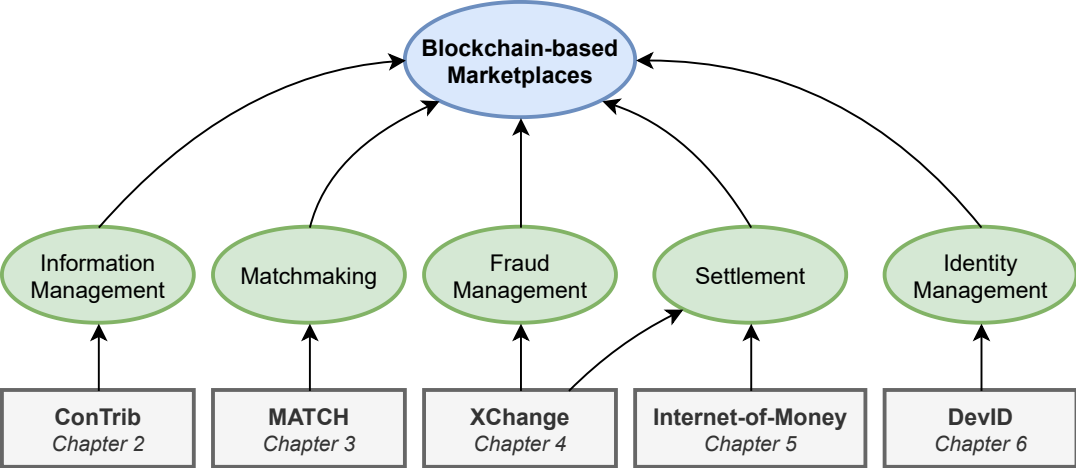 Blockchain-based
Marketplaces
Information
Management
Matchmaking
Fraud
Management
Settlement
Identity
Management
ConTrib
Chapter 2
MATCH
Chapter 3
XChange
Chapter 4
Internet-of-Money
Chapter 5
DevID
Chapter 6